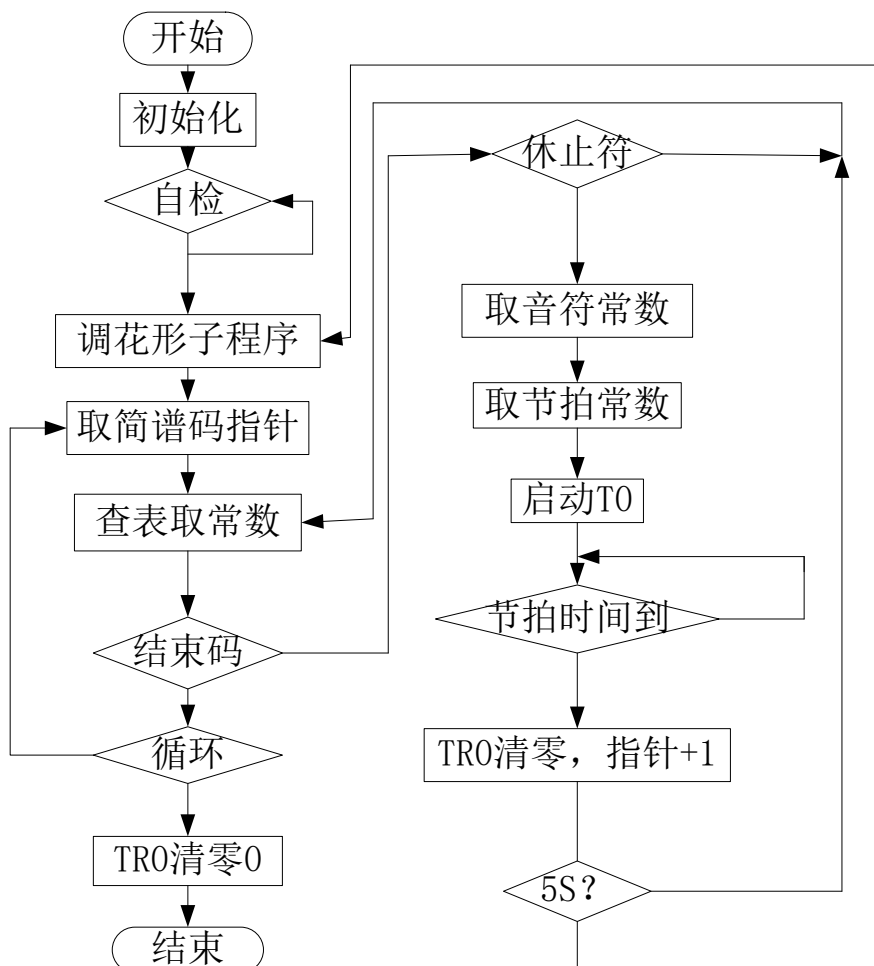 开始
初始化
自检
调花形子程序
取简谱码指针
查表取常数
结束码
循环
TR0清零0
结束
休止符
取音符常数
取节拍常数
启动T0
节拍时间到
TR0清零，指针+1
5S？